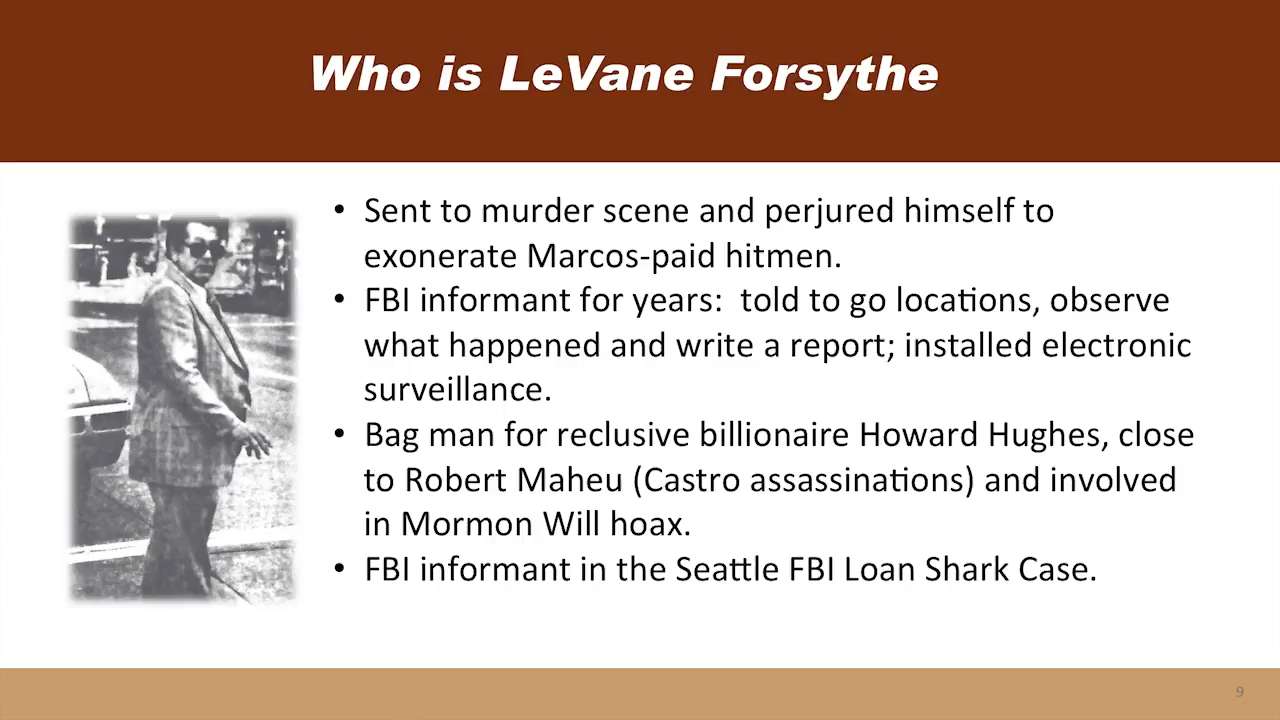 Who is LeVane Forsythe
• Sent to murder scene and perjured himself to
exonerate Marcos-paid hitmen.
• FBI informant for years:  told to go locations, observe
what happened and write a report; installed electronic
surveillance.
• Bag man for reclusive billionaire Howard Hughes, close
to Robert Maheu (Castro assassinations) and involved
in Mormon Will hoax.
• FBI informant in the Seattle FBI Loan Shark Case.
9